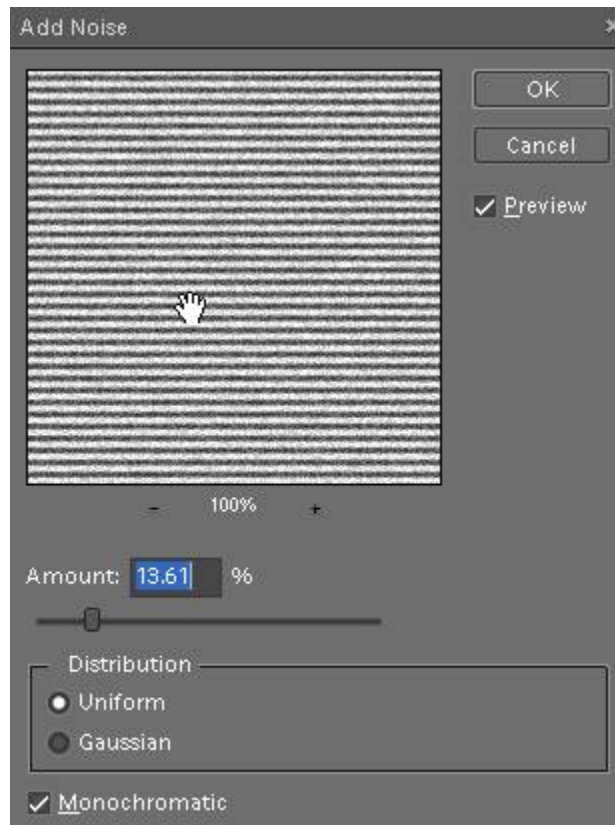 Add Noise
OK
Cancel
Preview
- 100% +
Amount: 13.61 %
Distribution
Uniform
Gaussian
Monochromatic